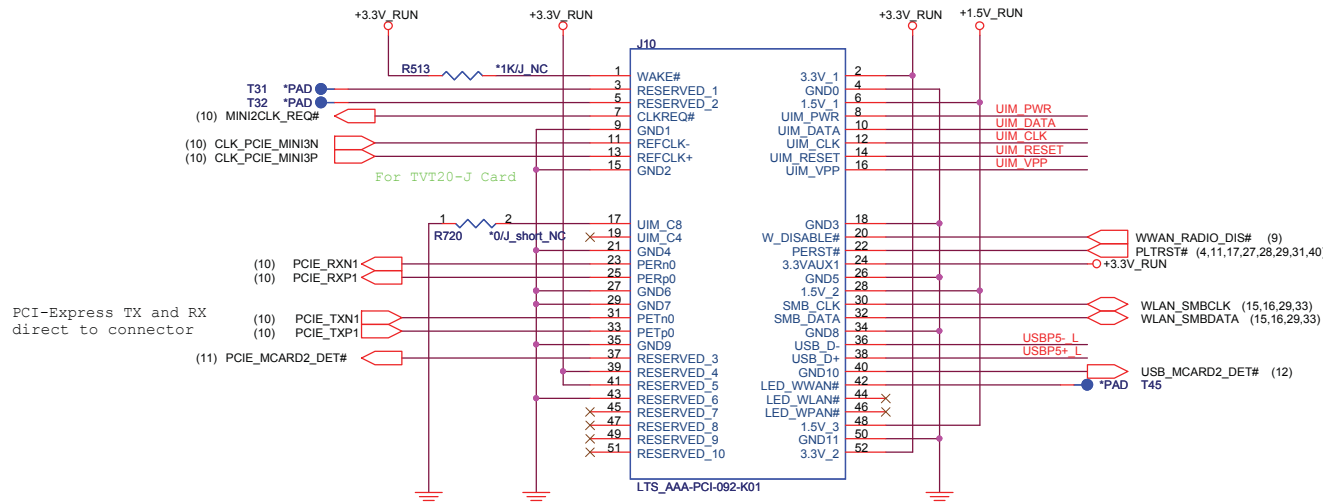 +3.3V_RUN +3.3V_RUN +3.3V_RUN +1.5V_RUN
J10
R513 *1K/J_NC 1 WAKE# 3.3V_1 2
T31 *PAD 3 RESERVED_1 GND0 4
T32 *PAD 5 RESERVED_2 1.5V_1 6
(10) MINI2CLK_REQ# 7 CLKREQ# UIM_PWR 8 UIM_PWR
9 GND1 UIM_DATA 10 UIM_DATA
(10) CLK_PCIE_MINI3N 11 REFCLK- UIM_CLK 12 UIM_CLK
(10) CLK_PCIE_MINI3P 13 REFCLK+ UIM_RESET 14 UIM_RESET
15 GND2 UIM_VPP 16 UIM_VPP
For TVT20-J Card
1 2 17 UIM_C8 GND3 18
R720 *0/J_short_NC 19 UIM_C4 W_DISABLE# 20 WWAN_RADIO_DIS# (9)
21 GND4 PERST# 22 PLTRST# (4,11,17,27,28,29,31,40)
(10) PCIE_RXN1 23 PERn0 3.3VAUX1 24 +3.3V_RUN
(10) PCIE_RXP1 25 PERp0 GND5 26
27 GND6 1.5V_2 28
PCI-Express TX and RX
direct to connector
29 GND7 SMB_CLK 30 WLAN_SMBCLK (15,16,29,33)
(10) PCIE_TXN1 31 PETn0 SMB_DATA 32 WLAN_SMBDATA (15,16,29,33)
(10) PCIE_TXP1 33 PETp0 GND8 34
35 GND9 USB_D- 36 USBP5-_L
(11) PCIE_MCARD2_DET# 37 RESERVED_3 USB_D+ 38 USBP5+_L
39 RESERVED_4 GND10 40 USB_MCARD2_DET# (12)
41 RESERVED_5 LED_WWAN# 42 *PAD T45
43 RESERVED_6 LED_WLAN# 44
45 RESERVED_7 LED_WPAN# 46
47 RESERVED_8 1.5V_3 48
49 RESERVED_9 GND11 50
51 RESERVED_10 3.3V_2 52
LTS_AAA-PCI-092-K01